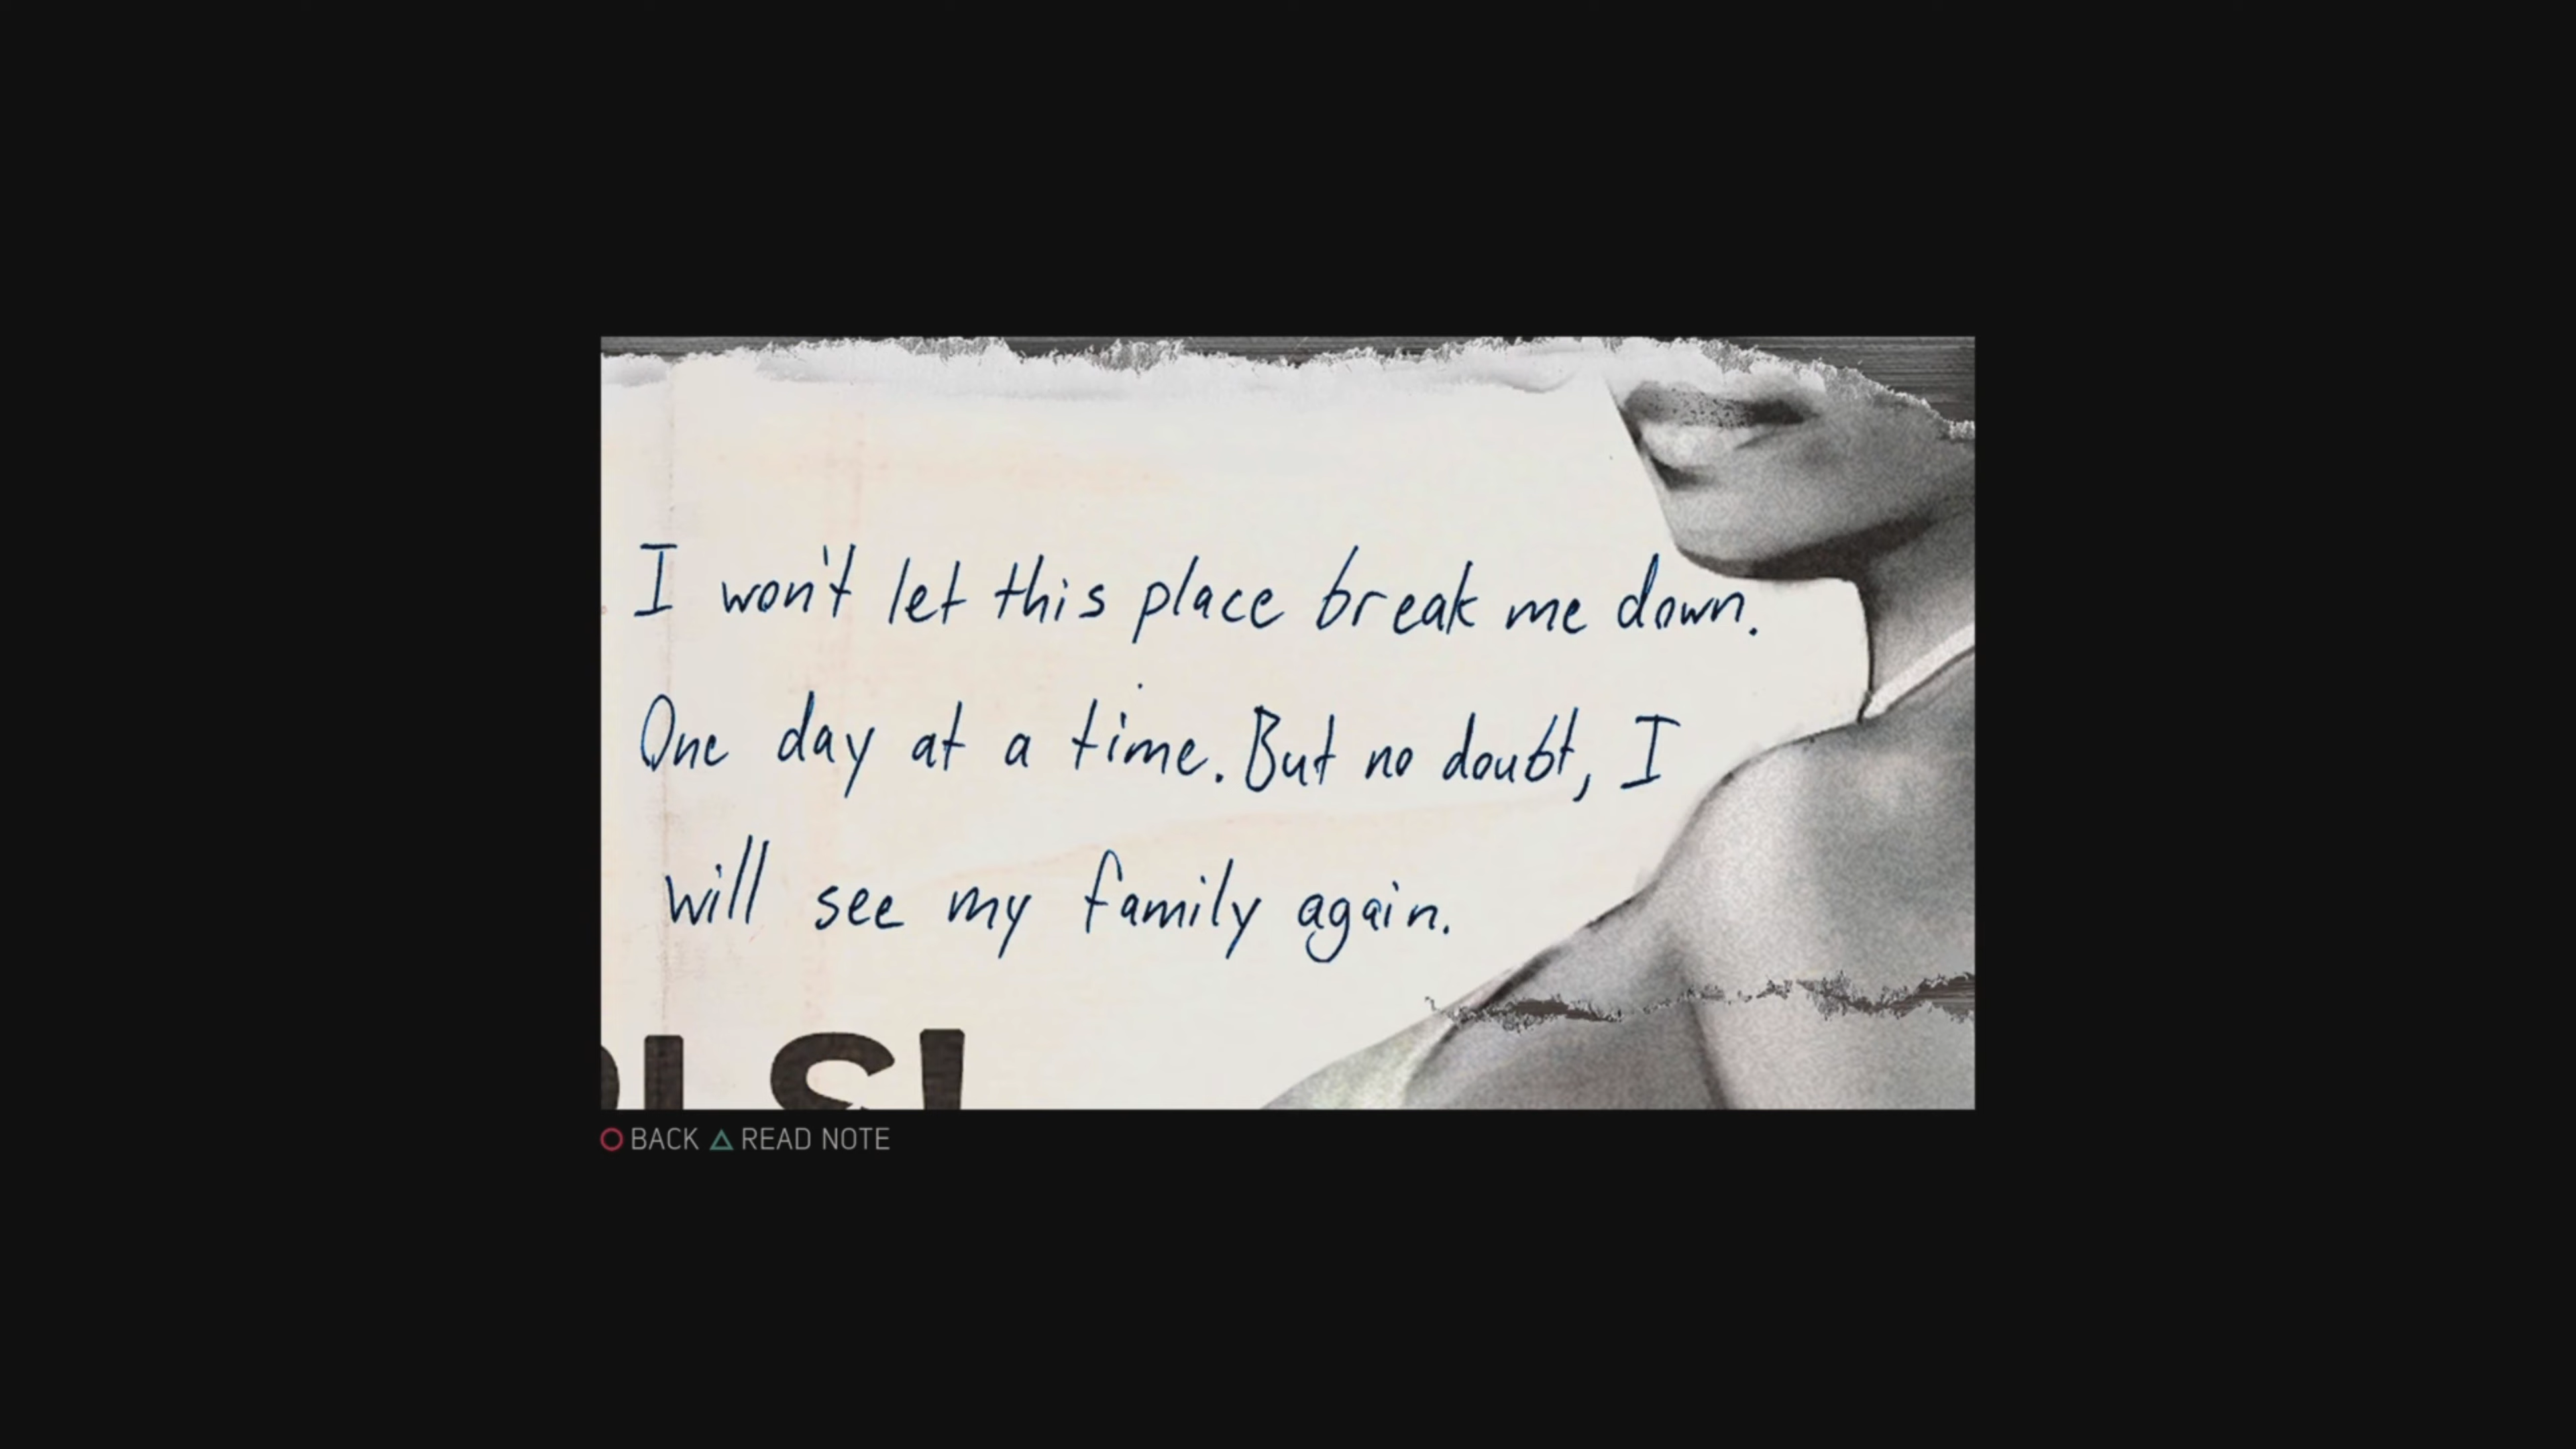 I won't let this place break me down.
One day at a time. But no doubt, I
will see my family again.
LS!
BACK READ NOTE